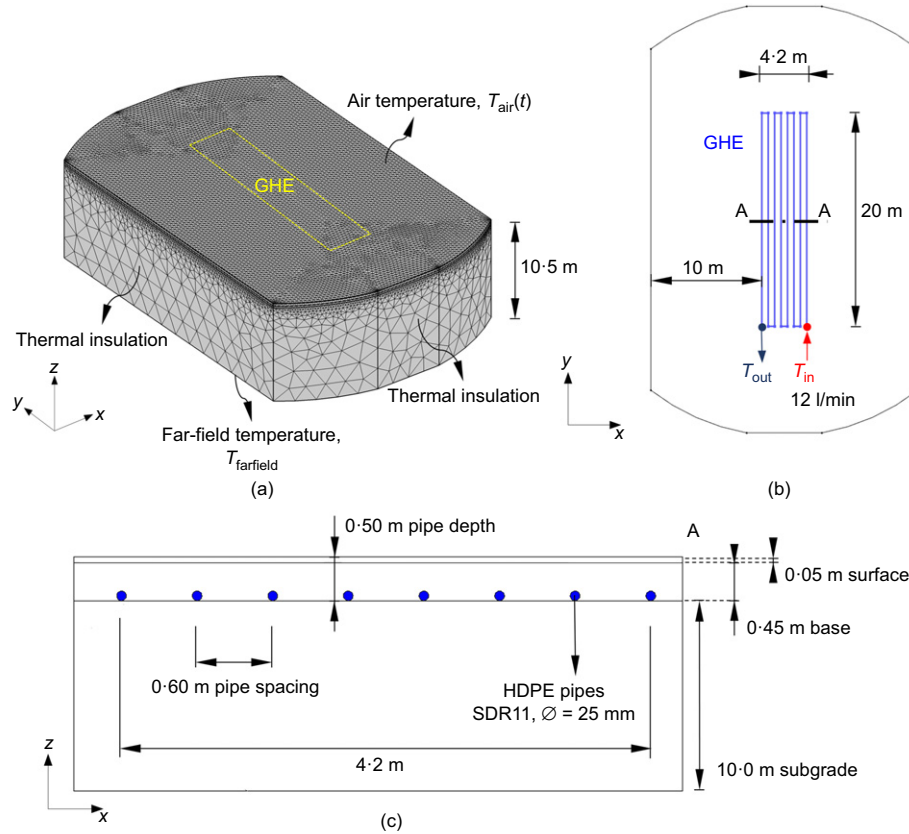 Air temperature, Tair(t)
GHE
10·5 m
Thermal insulation
Thermal insulation
z
y
x
Far-field temperature,
Tfarfield
y
x
(a)
4·2 m
GHE
A
A
20 m
10 m
Tout
Tin
12 l/min
(b)
0·50 m pipe depth
A
0·05 m surface
0·45 m base
0·60 m pipe spacing
HDPE pipes
SDR11, ∅ = 25 mm
4·2 m
10·0 m subgrade
z
x
(c)